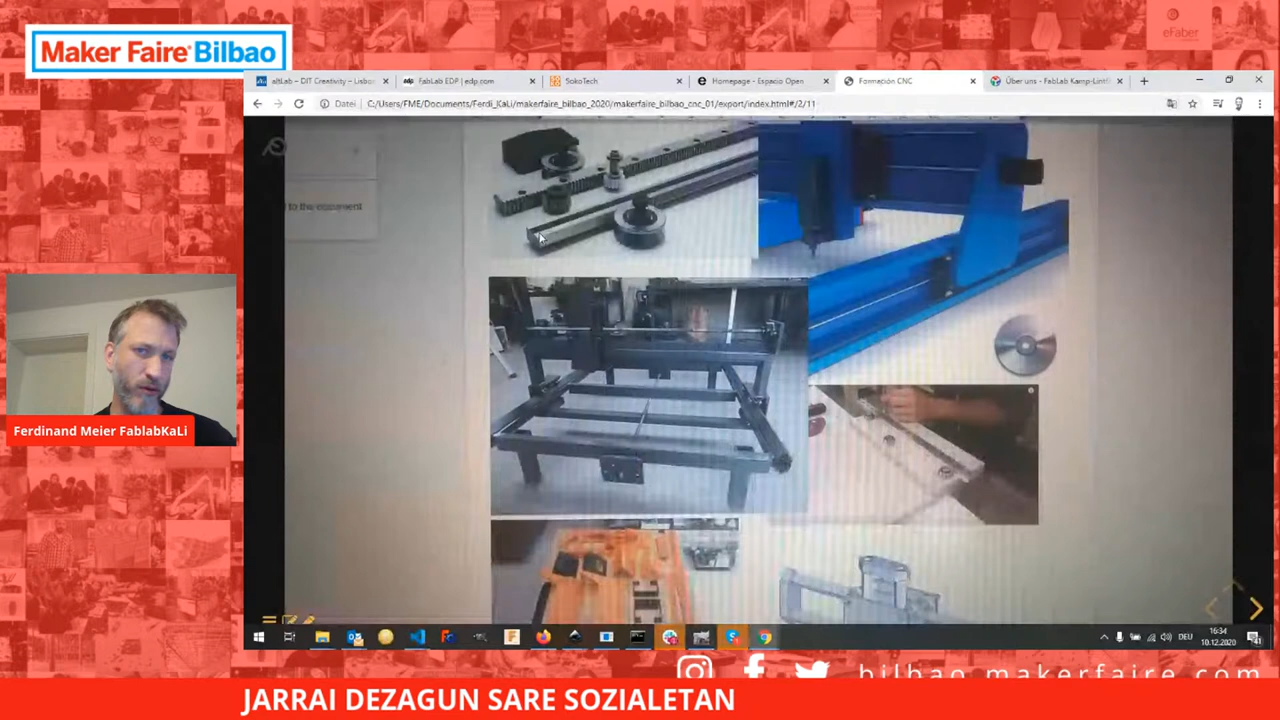 Maker Faire Bilbao
eFaber
altLab – DIT Creativity – Lisbo
FabLab EDP | edp.com
SokoTech
Homepage - Espacio Open
Formación CNC
Über uns - FabLab Kamp-Lintf
Datei
C:/Users/FME/Documents/Ferdi_KaLi/makerfaire_bilbao_2020/makerfaire_bilbao_cnc_01/export/index.html#/2/11
to the document
Ferdinand Meier FablabKaLi
DEU
16:34
10.12.2020
bilbao.makerfaire.com
JARRAI DEZAGUN SARE SOZIALETAN